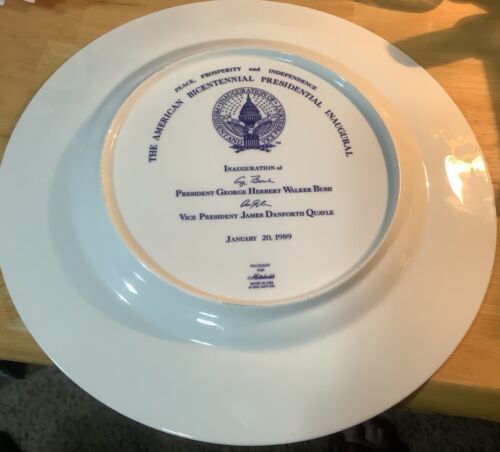 PEACE, PROSPERITY and INDEPENDENCE
THE AMERICAN BICENTENNIAL PRESIDENTIAL INAUGURAL
INAUGURATION of
PRESIDENT GEORGE HERBERT WALKER BUSH
VICE PRESIDENT JAMES DANFORTH QUAYLE
JANUARY 20, 1989
FOR
MADE IN USA